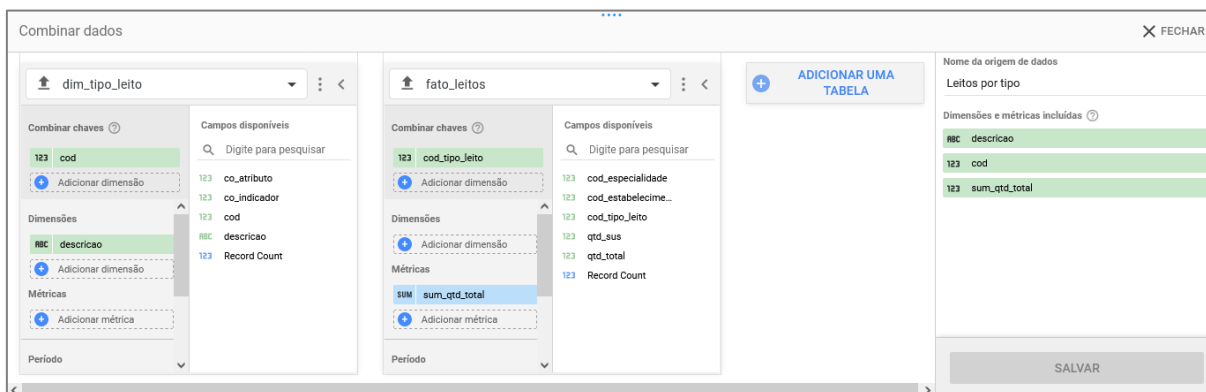 Combinar dados
FECHAR
dim_tipo_leito
Combinar chaves
123 cod
Adicionar dimensão
Dimensões
ABC descricao
Adicionar dimensão
Métricas
Adicionar métrica
Período
Campos disponíveis
Digite para pesquisar
123 co_atributo
123 co_indicador
123 cod
ABC descricao
123 Record Count
fato_leitos
Combinar chaves
123 cod_tipo_leito
Adicionar dimensão
Dimensões
Adicionar dimensão
Métricas
SUM sum_qtd_total
Adicionar métrica
Período
Campos disponíveis
Digite para pesquisar
123 cod_especialidade
123 cod_estabelecime...
123 cod_tipo_leito
123 qtd_sus
123 qtd_total
123 Record Count
ADICIONAR UMA
TABELA
Nome da origem de dados
Leitos por tipo
Dimensões e métricas incluídas
ABC descricao
123 cod
123 sum_qtd_total
SALVAR